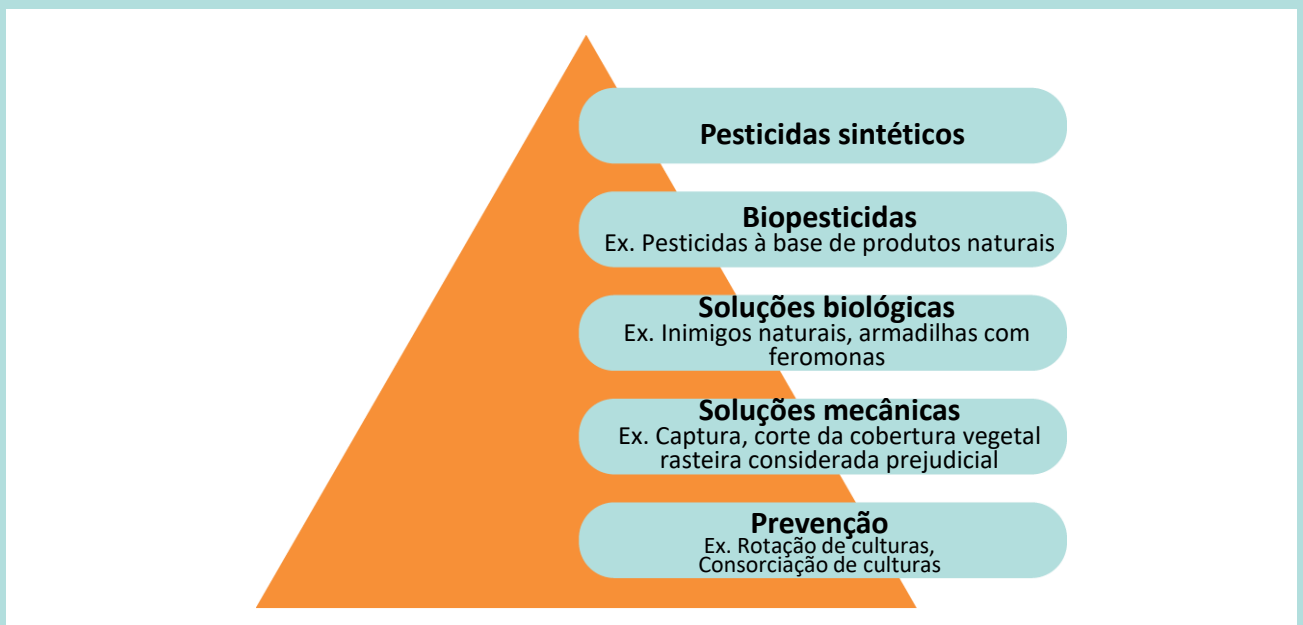 Pesticidas sintéticos
Biopesticidas
Ex. Pesticidas à base de produtos naturais
Soluções biológicas
Ex. Inimigos naturais, armadilhas com
feromonas
Soluções mecânicas
Ex. Captura, corte da cobertura vegetal
rasteira considerada prejudicial
Prevenção
Ex. Rotação de culturas,
Consorciação de culturas